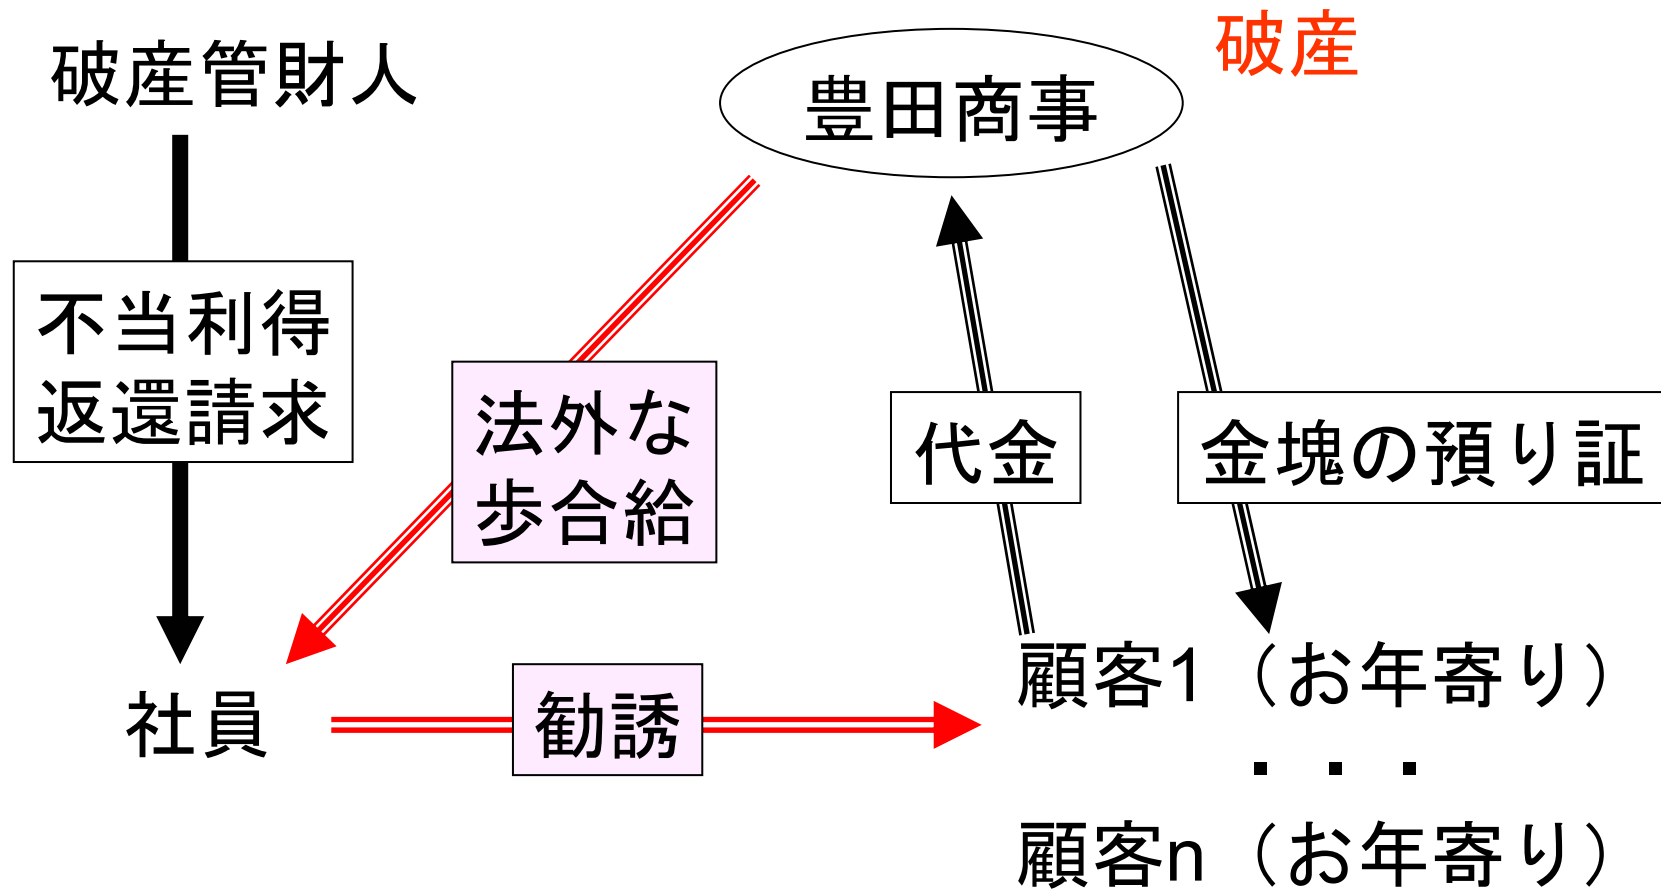 破産
破産管財人
豊田商事
不当利得
返還請求
法外な
歩合給
代金
金塊の預り証
社員
勧誘
顧客1（お年寄り）
・・・
顧客n（お年寄り）